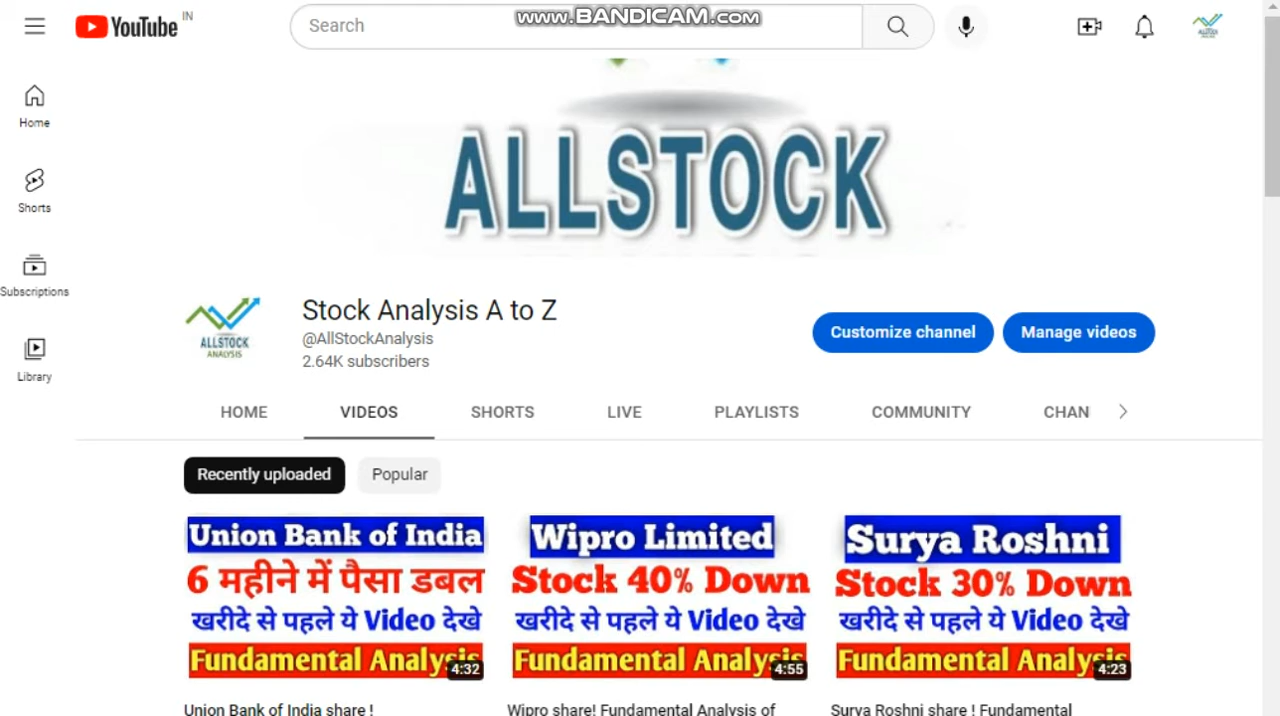 www.BANDICAM.com
YouTube IN
Search
Home
Shorts
Subscriptions
Library
ALLSTOCK
ALLSTOCK
ANALYSIS
Stock Analysis A to Z
@AllStockAnalysis
2.64K subscribers
Customize channel
Manage videos
HOME VIDEOS SHORTS LIVE PLAYLISTS COMMUNITY CHAN
Recently uploaded
Popular
Union Bank of India
6 महीने में पैसा डबल
खरीदे से पहले ये Video देखे
Fundamental Analysis
4:32
Union Bank of India share !
Wipro Limited
Stock 40% Down
खरीदे से पहले ये Video देखे
Fundamental Analysis
4:55
Wipro share! Fundamental Analysis of
Surya Roshni
Stock 30% Down
खरीदे से पहले ये Video देखे
Fundamental Analysis
4:23
Surya Roshni share ! Fundamental